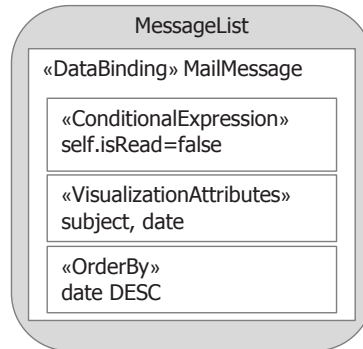 MessageList
«DataBinding» MailMessage
«ConditionalExpression»
self.isRead=false
«VisualizationAttributes»
subject, date
«OrderBy»
date DESC